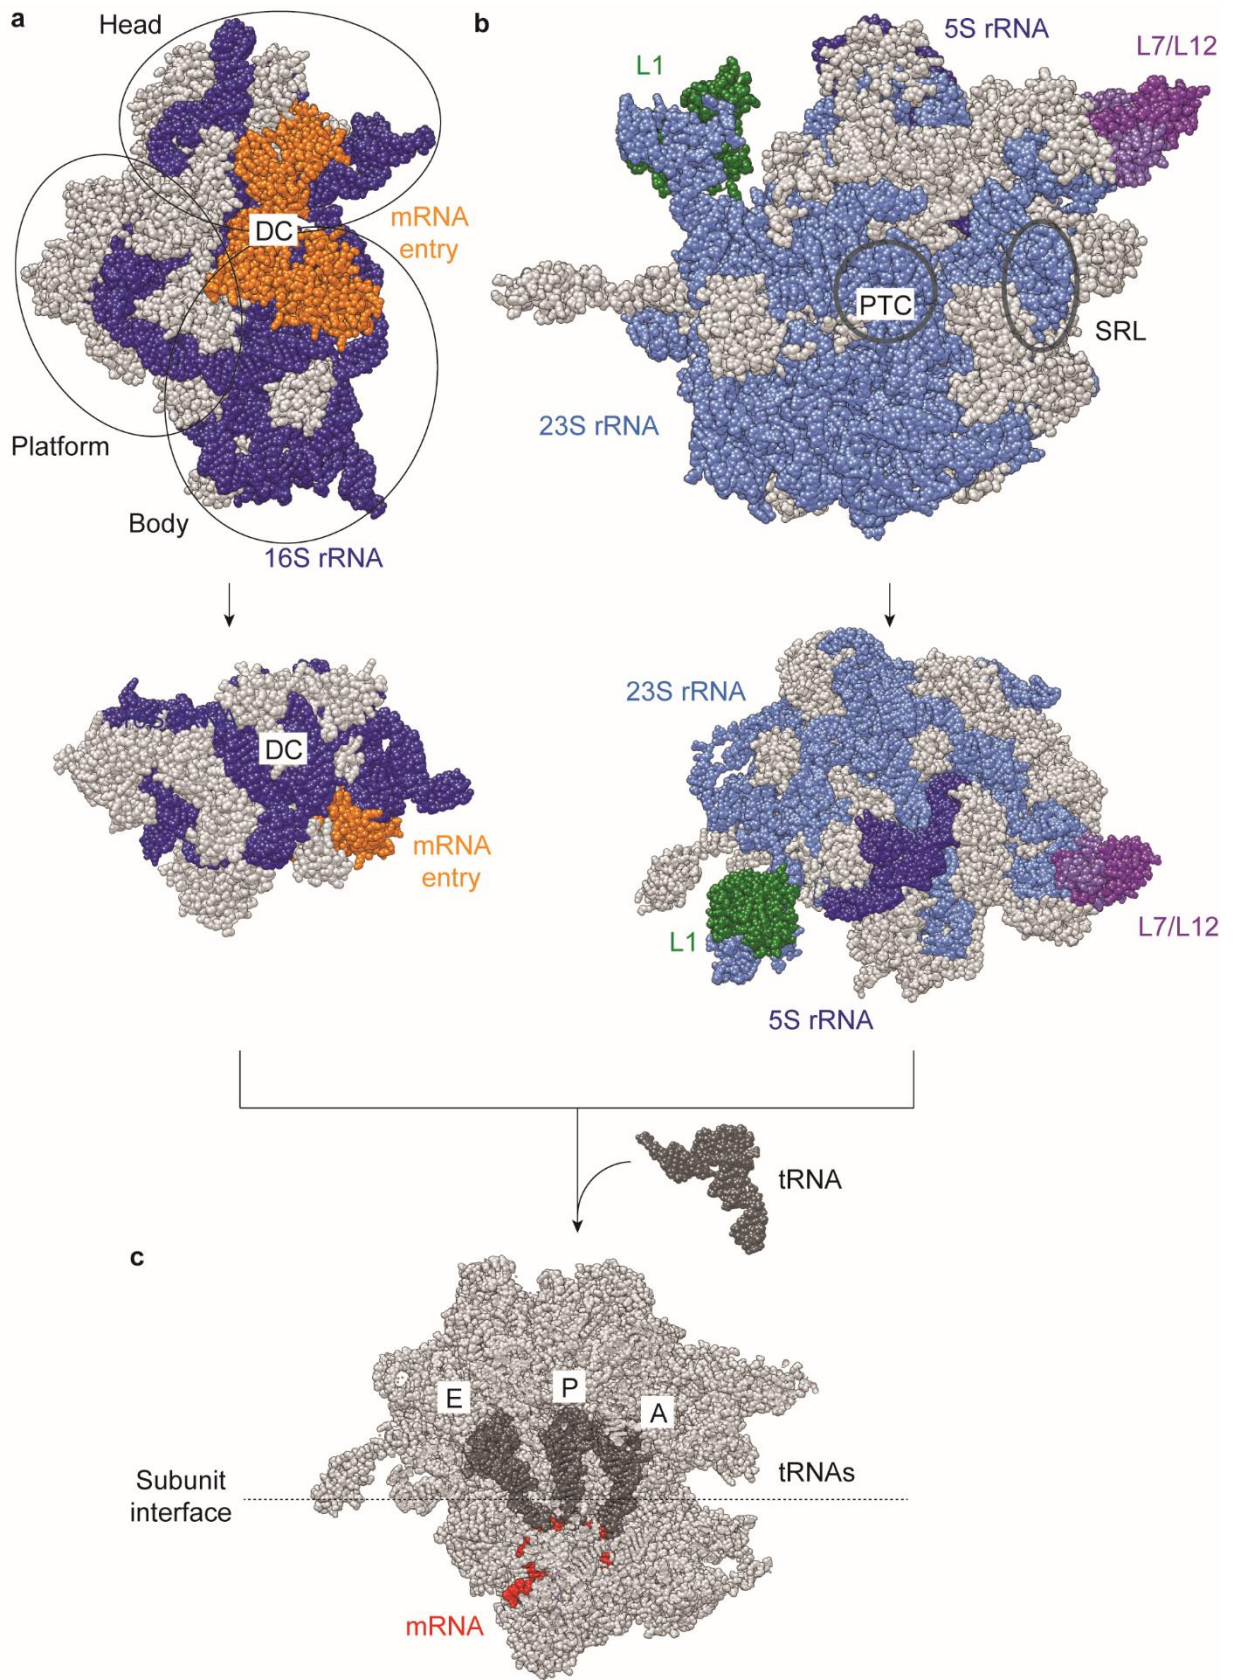 a
Head
DC
mRNA
entry
Platform
Body
16S rRNA
b
5S rRNA
L1
L7/L12
PTC
SRL
23S rRNA
DC
mRNA
entry
23S rRNA
L1
L7/L12
5S rRNA
tRNA
c
E
P
A
Subunit
interface
tRNAs
mRNA